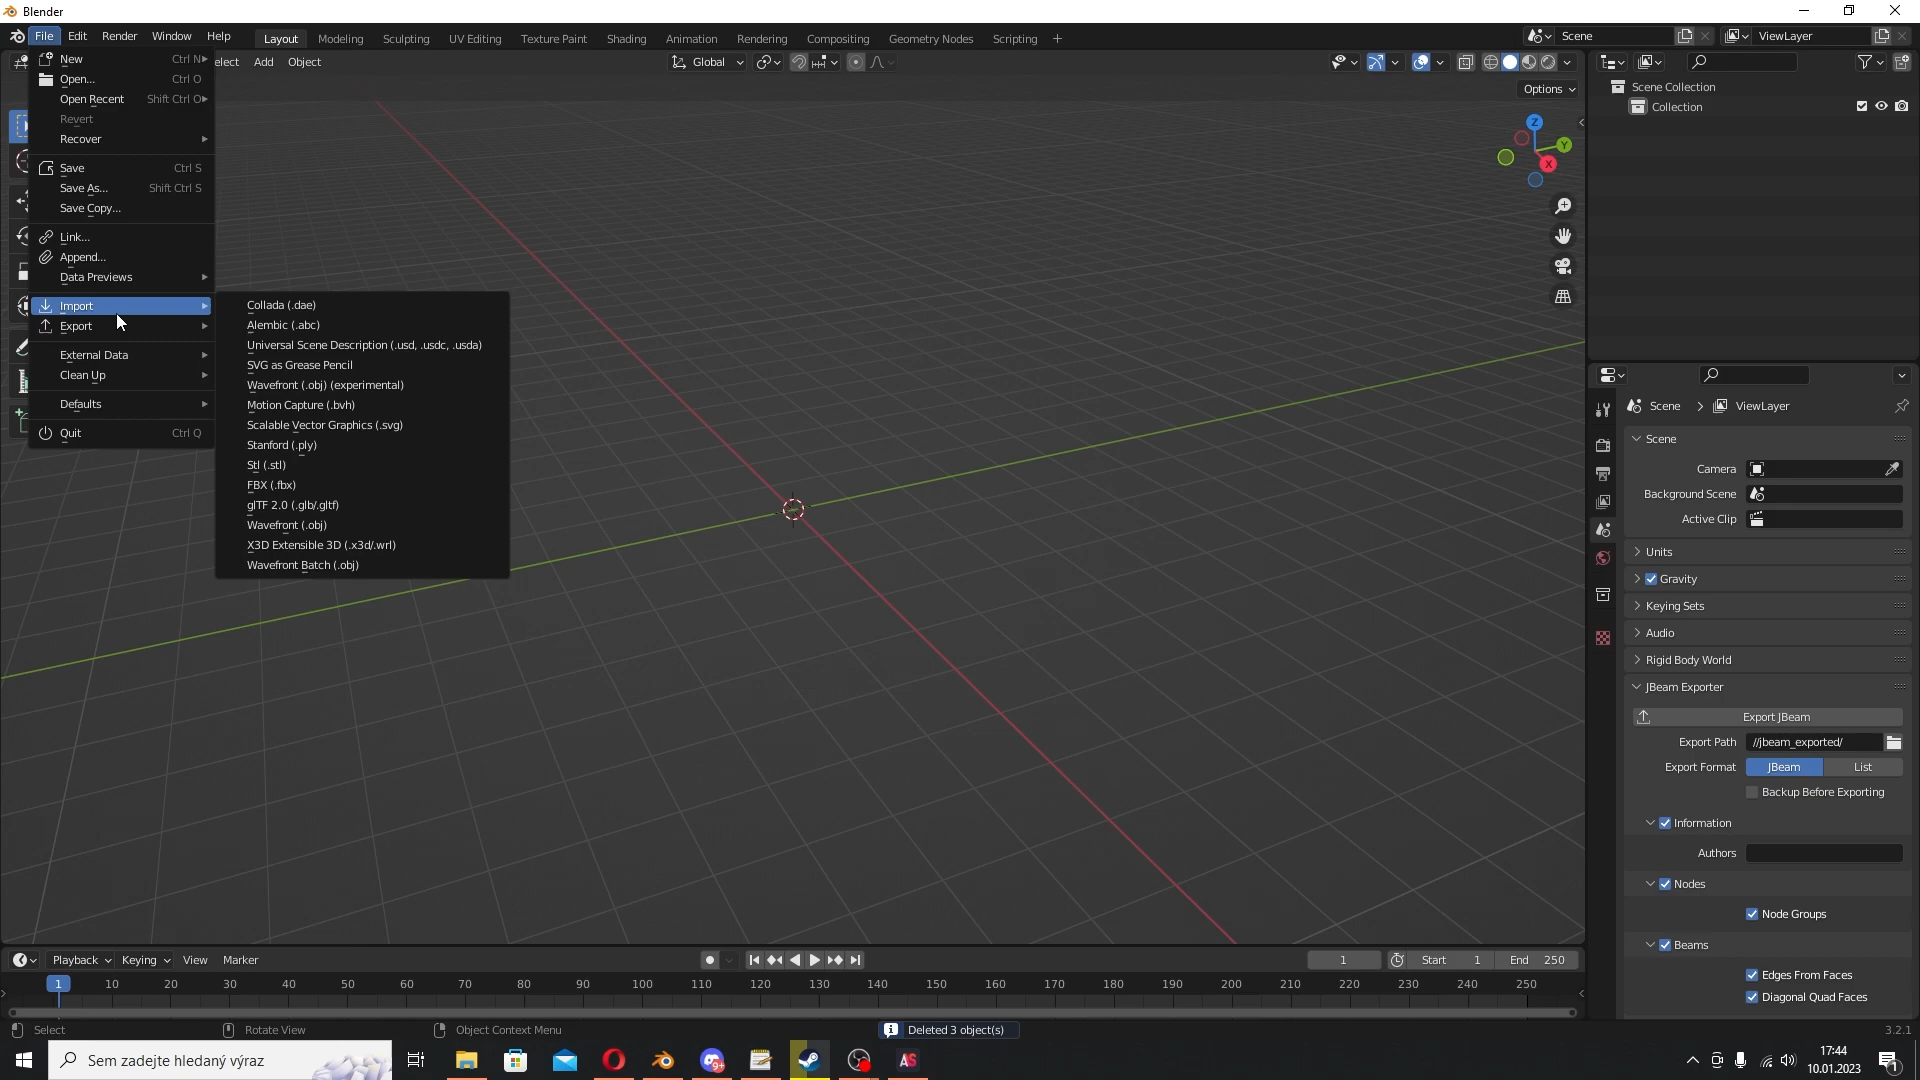 Blender
File Edit Render Window Help Layout Modeling Sculpting UV Editing Texture Paint Shading Animation Rendering Compositing Geometry Nodes Scripting +
Scene
ViewLayer
elect Add Object
Global
Options
New Ctrl N
Open... Ctrl O
Open Recent Shift Ctrl O
Revert
Recover
Save Ctrl S
Save As... Shift Ctrl S
Save Copy...
Link...
Append...
Data Previews
Import
Export
External Data
Clean Up
Defaults
Quit Ctrl Q
Collada (.dae)
Alembic (.abc)
Universal Scene Description (.usd, .usdc, .usda)
SVG as Grease Pencil
Wavefront (.obj) (experimental)
Motion Capture (.bvh)
Scalable Vector Graphics (.svg)
Stanford (.ply)
Stl (.stl)
FBX (.fbx)
glTF 2.0 (.glb/.gltf)
Wavefront (.obj)
X3D Extensible 3D (.x3d/.wrl)
Wavefront Batch (.obj)
Z
Y
X
Scene Collection
Collection
Scene > ViewLayer
Scene
Camera
Background Scene
Active Clip
Units
Gravity
Keying Sets
Audio
Rigid Body World
JBeam Exporter
Export JBeam
Export Path //jbeam_exported/
Export Format JBeam List
Backup Before Exporting
Information
Authors
Nodes
Node Groups
Beams
Edges From Faces
Diagonal Quad Faces
Playback Keying View Marker
1 Start 1 End 250
1 10 20 30 40 50 60 70 80 90 100 110 120 130 140 150 160 170 180 190 200 210 220 230 240 250
Select Rotate View Object Context Menu Deleted 3 object(s) 3.2.1
Sem zadejte hledaný výraz
9+
AS
17:44
10.01.2023
1